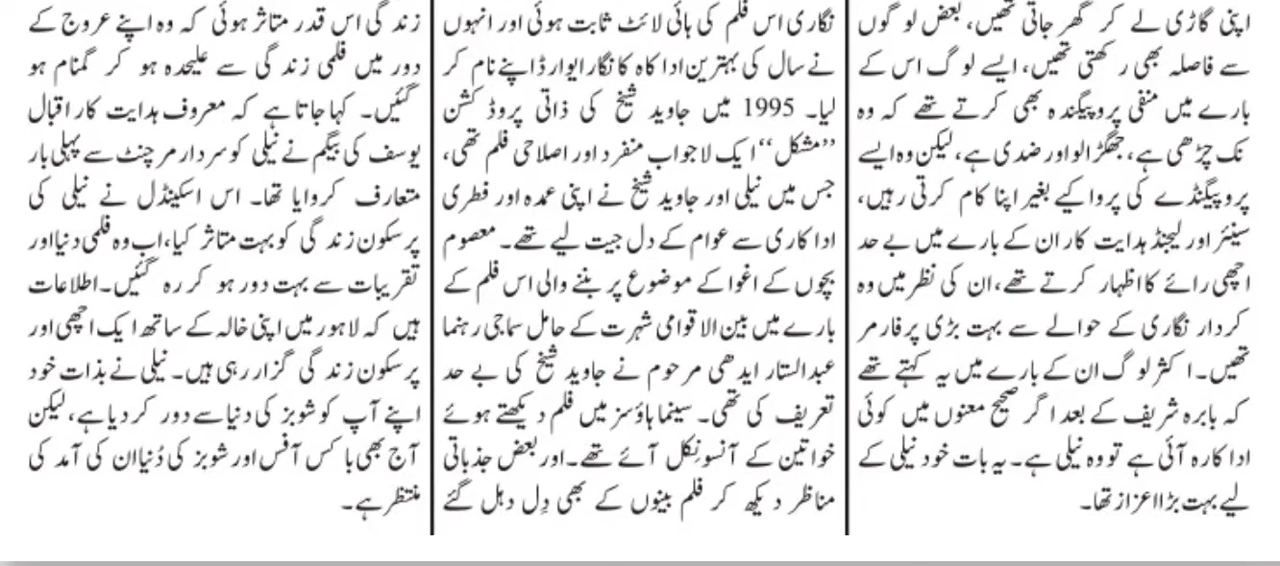 اپنی گاڑی لے کر گھر جاتی تھیں، بعض لوگوں
سے فاصلہ بھی رکھتی تھیں، ایسے لوگ اس کے
بارے میں منفی پروپیگندہ بھی کرتے تھے کہ وہ
نک چڑھی ہے، جھگڑالو اور ضدی ہے، لیکن وہ ایسے
پروپیگنڈے کی پروا کیے بغیر اپنا کام کرتی رہیں،
سینئر اور لیجنڈ ہدایت کار ان کے بارے میں بے حد
اچھی رائے کا اظہار کرتے تھے، ان کی نظر میں وہ
کردار نگاری کے حوالے سے بہت بڑی پرفارمر
تھیں۔ اکثر لوگ ان کے بارے میں یہ کہتے تھے
کہ بابرہ شریف کے بعد اگر صحیح معنوں میں کوئی
اداکارہ آئی ہے تو وہ نیلی ہے۔ یہ بات خود نیلی کے
لیے بہت بڑا اعزاز تھا۔
نگاری اس فلم کی ہائی لائٹ ثابت ہوئی اور انہوں
نے سال کی بہترین اداکاہ کا نگار ایوارڈ اپنے نام کر
لیا۔ 1995 میں جاوید شیخ کی ذاتی پروڈکشن
’’مشکل‘‘ ایک لاجواب منفرد اور اصلاحی فلم تھی،
جس میں نیلی اور جاوید شیخ نے اپنی عمدہ اور فطری
اداکاری سے عوام کے دل جیت لیے تھے۔ معصوم
بچوں کے اغوا کے موضوع پر بننے والی اس فلم کے
بارے میں بین الاقوامی شہرت کے حامل سماجی رہنما
عبدالستار ایدھی مرحوم نے جاوید شیخ کی بے حد
تعریف کی تھی۔ سینما ہاؤسز میں فلم دیکھتے ہوئے
خواتین کے آنسو نِکل آئے تھے۔ اور بعض جذباتی
مناظر دیکھ کر فلم بینوں کے بھی دِل دہل گئے
زندگی اس قدر متاثر ہوئی کہ وہ اپنے عروج کے
دور میں فلمی زندگی سے علیحدہ ہو کر گمنام ہو
گئیں۔ کہا جاتا ہے کہ معروف ہدایت کار اقبال
یوسف کی بیگم نے نیلی کو سردار مرچنٹ سے پہلی بار
متعارف کروایا تھا۔ اس اسکینڈل نے نیلی کی
پرسکون زندگی کو بہت متاثر کیا، اب وہ فلمی دنیا اور
تقریبات سے بہت دور ہو کر رہ گئیں۔ اطلاعات
ہیں کہ لاہور میں اپنی خالہ کے ساتھ ایک اچھی اور
پرسکون زندگی گزار رہی ہیں۔ نیلی نے بذات خود
اپنے آپ کو شوبز کی دنیا سے دور کر دیا ہے، لیکن
آج بھی باکس آفس اور شوبز کی دُنیا ان کی آمد کی
منتظر ہے۔